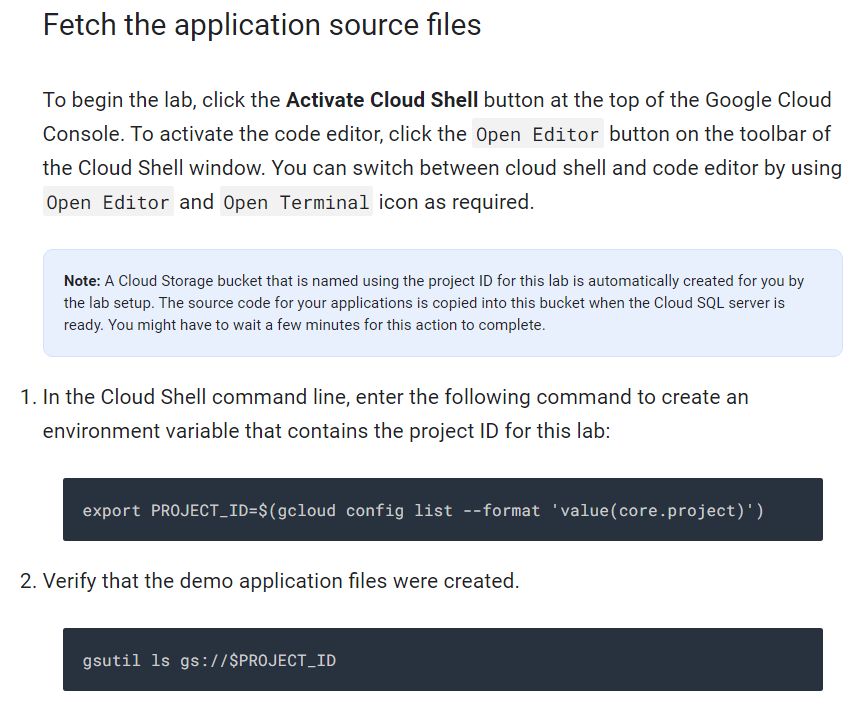 Fetch the application source files
To begin the lab, click the Activate Cloud Shell button at the top of the Google Cloud
Console. To activate the code editor, click the Open Editor button on the toolbar of
the Cloud Shell window. You can switch between cloud shell and code editor by using
Open Editor and Open Terminal icon as required.
Note: A Cloud Storage bucket that is named using the project ID for this lab is automatically created for you by
the lab setup. The source code for your applications is copied into this bucket when the Cloud SQL server is
ready. You might have to wait a few minutes for this action to complete.
1. In the Cloud Shell command line, enter the following command to create an
environment variable that contains the project ID for this lab:
export PROJECT_ID=$(gcloud config list --format 'value(core.project)')
2. Verify that the demo application files were created.
gsutil ls gs://$PROJECT_ID